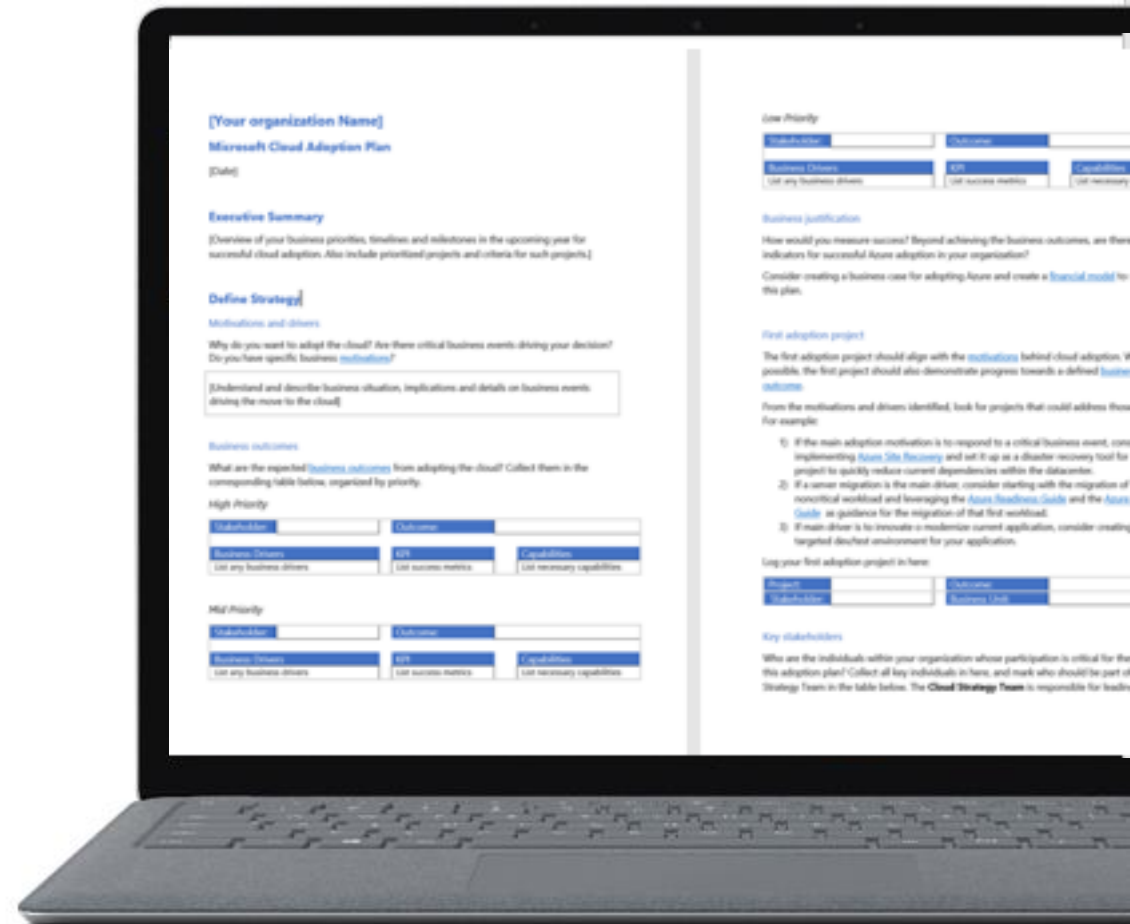 [Your organization Name]
Microsoft Cloud Adoption Plan
[Date]
Executive Summary
[Overview of your business priorities, timelines and milestones in the upcoming year for
successful cloud adoption. Also include prioritized projects and criteria for such projects.]
Define Strategy
Motivations and drivers
Why do you want to adopt the cloud? Are there critical business events driving your decision?
Do you have specific business motivations?
[Understand and describe business situation, implications and details on business events
driving the move to the cloud]
Business outcomes
What are the expected business outcomes from adopting the cloud? Collect them in the
corresponding table below, organized by priority.
High Priority
Stakeholder: Outcome:
Business Drivers KPI Capabilities
List any business drivers List success metrics List necessary capabilities
Mid Priority
Stakeholder: Outcome:
Business Drivers KPI Capabilities
List any business drivers List success metrics List necessary capabilities
Low Priority
Stakeholder: Outcome:
Business Drivers KPI Capabilities
List any business drivers List success metrics List necessary
Business justification
How would you measure success? Beyond achieving the business outcomes, are there
indicators for successful Azure adoption in your organization?
Consider creating a business case for adopting Azure and create a financial model to
this plan.
First adoption project
The first adoption project should align with the motivations behind cloud adoption. W
possible, the first project should also demonstrate progress towards a defined busines
outcome.
From the motivations and drivers identified, look for projects that could address those
For example:
1) If the main adoption motivation is to respond to a critical business event, cons
implementing Azure Site Recovery and set it up as a disaster recovery tool for
project to quickly reduce current dependencies within the datacenter.
2) If a server migration is the main driver, consider starting with the migration of
noncritical workload and leveraging the Azure Readiness Guide and the Azure
Guide as guidance for the migration of that first workload.
3) If main driver is to innovate o modernize current application, consider creating
targeted dev/test environment for your application.
Log your first adoption project in here:
Project: Outcome:
Stakeholder: Business Unit:
Key stakeholders
Who are the individuals within your organization whose participation is critical for the
this adoption plan? Collect all key individuals in here, and mark who should be part of
Strategy Team in the table below. The Cloud Strategy Team is responsible for leadin